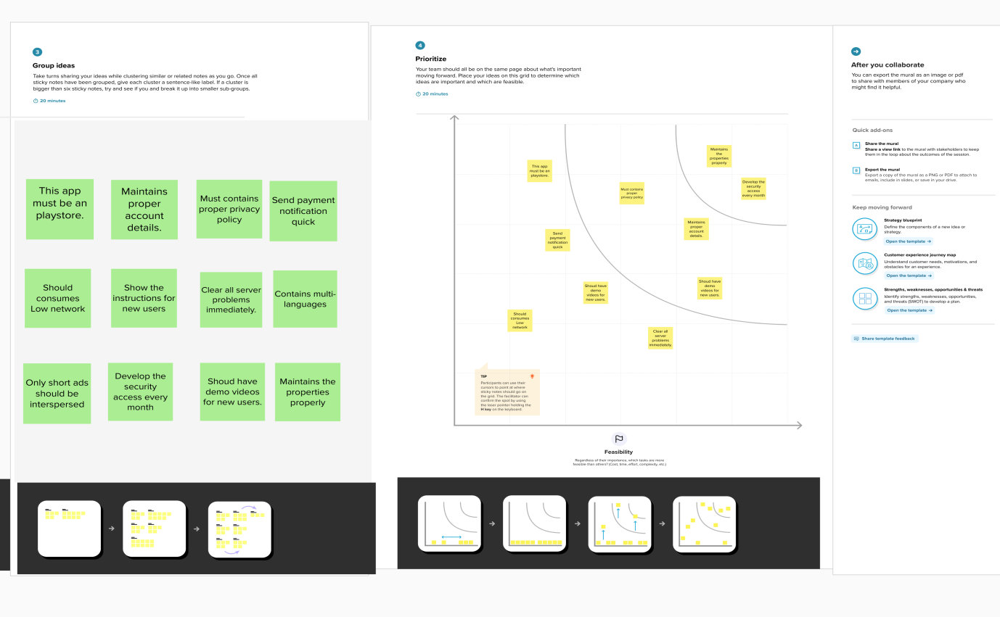 3
Group ideas
Take turns sharing your ideas while clustering similar or related notes as you go. Once all
sticky notes have been grouped, give each cluster a sentence-like label. If a cluster is
bigger than six sticky notes, try and see if you and break it up into smaller sub-groups.
20 minutes
This app
must be an
playstore.
Maintains
proper
account
details.
Must contains
proper privacy
policy
Send payment
notification
quick
Should
consumes
Low network
Show the
instructions for
new users
Clear all server
problems
immediately.
Contains multi-
languages
Only short ads
should be
interspersed
Develop the
security
access every
month
Shoud have
demo videos
for new users.
Maintains the
properties
properly
4
Prioritize
Your team should all be on the same page about what's important
moving forward. Place your ideas on this grid to determine which
ideas are important and which are feasible.
20 minutes
Maintains
the
properties
properly
This app
must be an
playstore.
Must contains
proper
privacy policy
Develop the
security
access
every month
Send
payment
notification
quick
Maintains
proper
account
details.
Shoud have
demo
videos for
new users.
Shoud have
demo
videos for
new users.
Should
consumes
Low
network
Clear all
server
problems
immediately.
TIP
Participants can use their
cursors to point at where
sticky notes should go on
the grid. The facilitator can
confirm the spot by using
the laser pointer holding the
H key on the keyboard.
Feasibility
Regardless of their importance, which tasks are more
feasible than others? (Cost, time, effort, complexity, etc.)
After you collaborate
You can export the mural as an image or pdf
to share with members of your company who
might find it helpful.
Quick add-ons
A
Share the mural
Share a view link to the mural with stakeholders to keep
them in the loop about the outcomes of the session.
B
Export the mural
Export a copy of the mural as a PNG or PDF to attach to
emails, include in slides, or save in your drive.
Keep moving forward
Strategy blueprint
Define the components of a new idea or
strategy.
Open the template →
Customer experience journey map
Understand customer needs, motivations, and
obstacles for an experience.
Open the template →
Strengths, weaknesses, opportunities & threats
Identify strengths, weaknesses, opportunities,
and threats (SWOT) to develop a plan.
Open the template →
Share template feedback